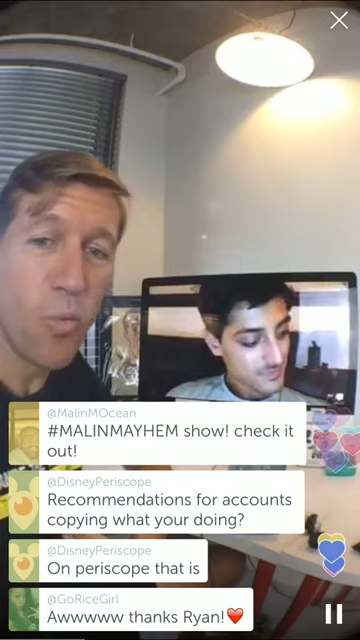 @MalinMOcean
#MALINMAYHEM show! check it
out!
@DisneyPeriscope
Recommendations for accounts
copying what your doing?
@DisneyPeriscope
On periscope that is
@GoRiceGirl
Awwwww thanks Ryan!❤️